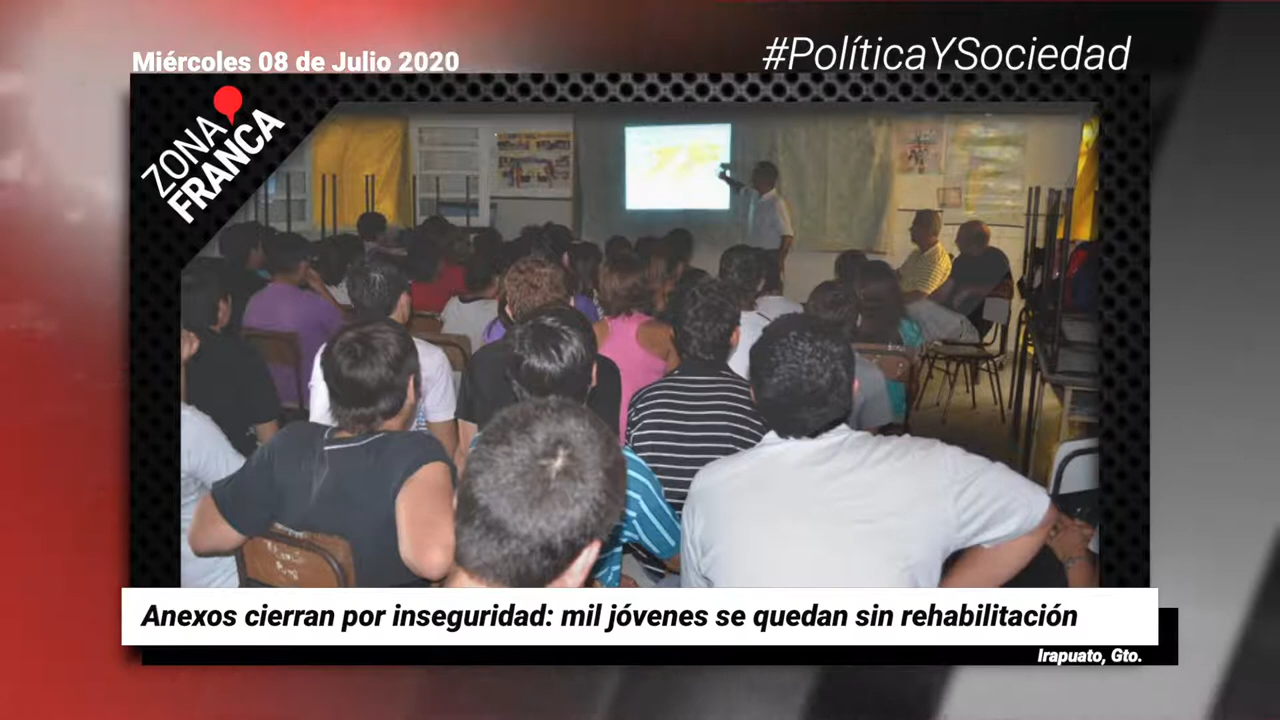 Miércoles 08 de Julio 2020
#PolíticaYSociedad
ZONA
FRANCA
Anexos cierran por inseguridad: mil jóvenes se quedan sin rehabilitación
Irapuato, Gto.